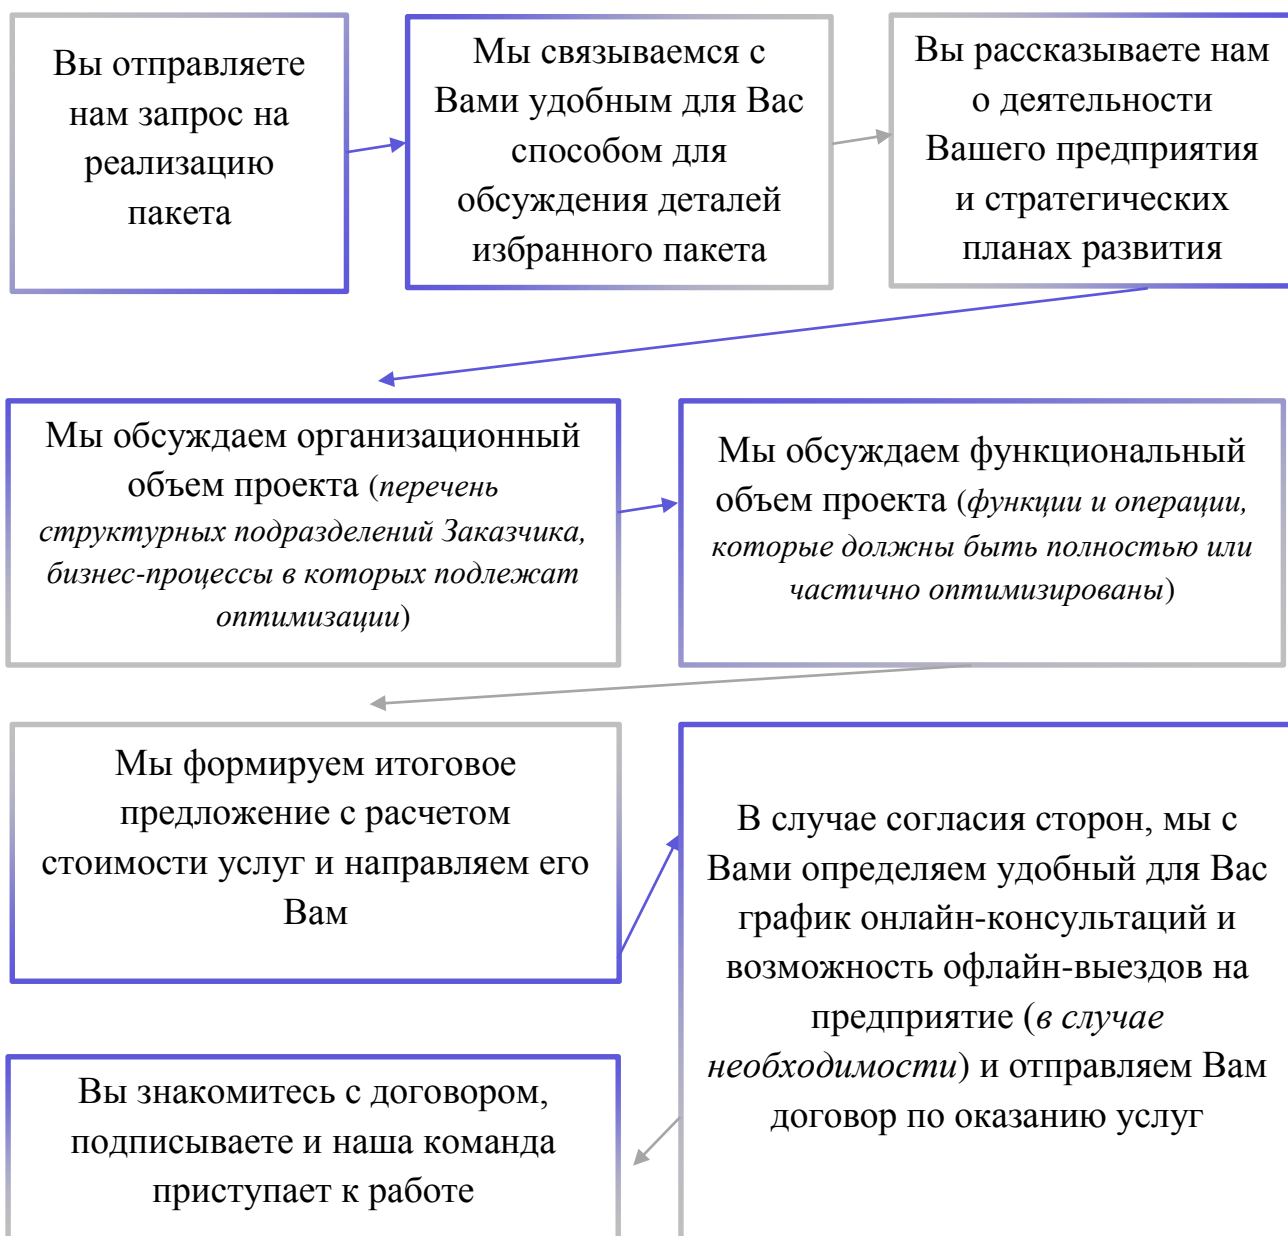 Вы отправляете
нам запрос на
реализацию
пакета
Мы связываемся с
Вами удобным для Вас
способом для
обсуждения деталей
избранного пакета
Вы рассказываете нам
о деятельности
Вашего предприятия
и стратегических
планах развития
Мы обсуждаем организационный
объем проекта (перечень
структурных подразделений Заказчика,
бизнес-процессы в которых подлежат
оптимизации)
Мы обсуждаем функциональный
объем проекта (функции и операции,
которые должны быть полностью или
частично оптимизированы)
Мы формируем итоговое
предложение с расчетом
стоимости услуг и направляем его
Вам
В случае согласия сторон, мы с
Вами определяем удобный для Вас
график онлайн-консультаций и
возможность офлайн-выездов на
предприятие (в случае
необходимости) и отправляем Вам
договор по оказанию услуг
Вы знакомитесь с договором,
подписываете и наша команда
приступает к работе